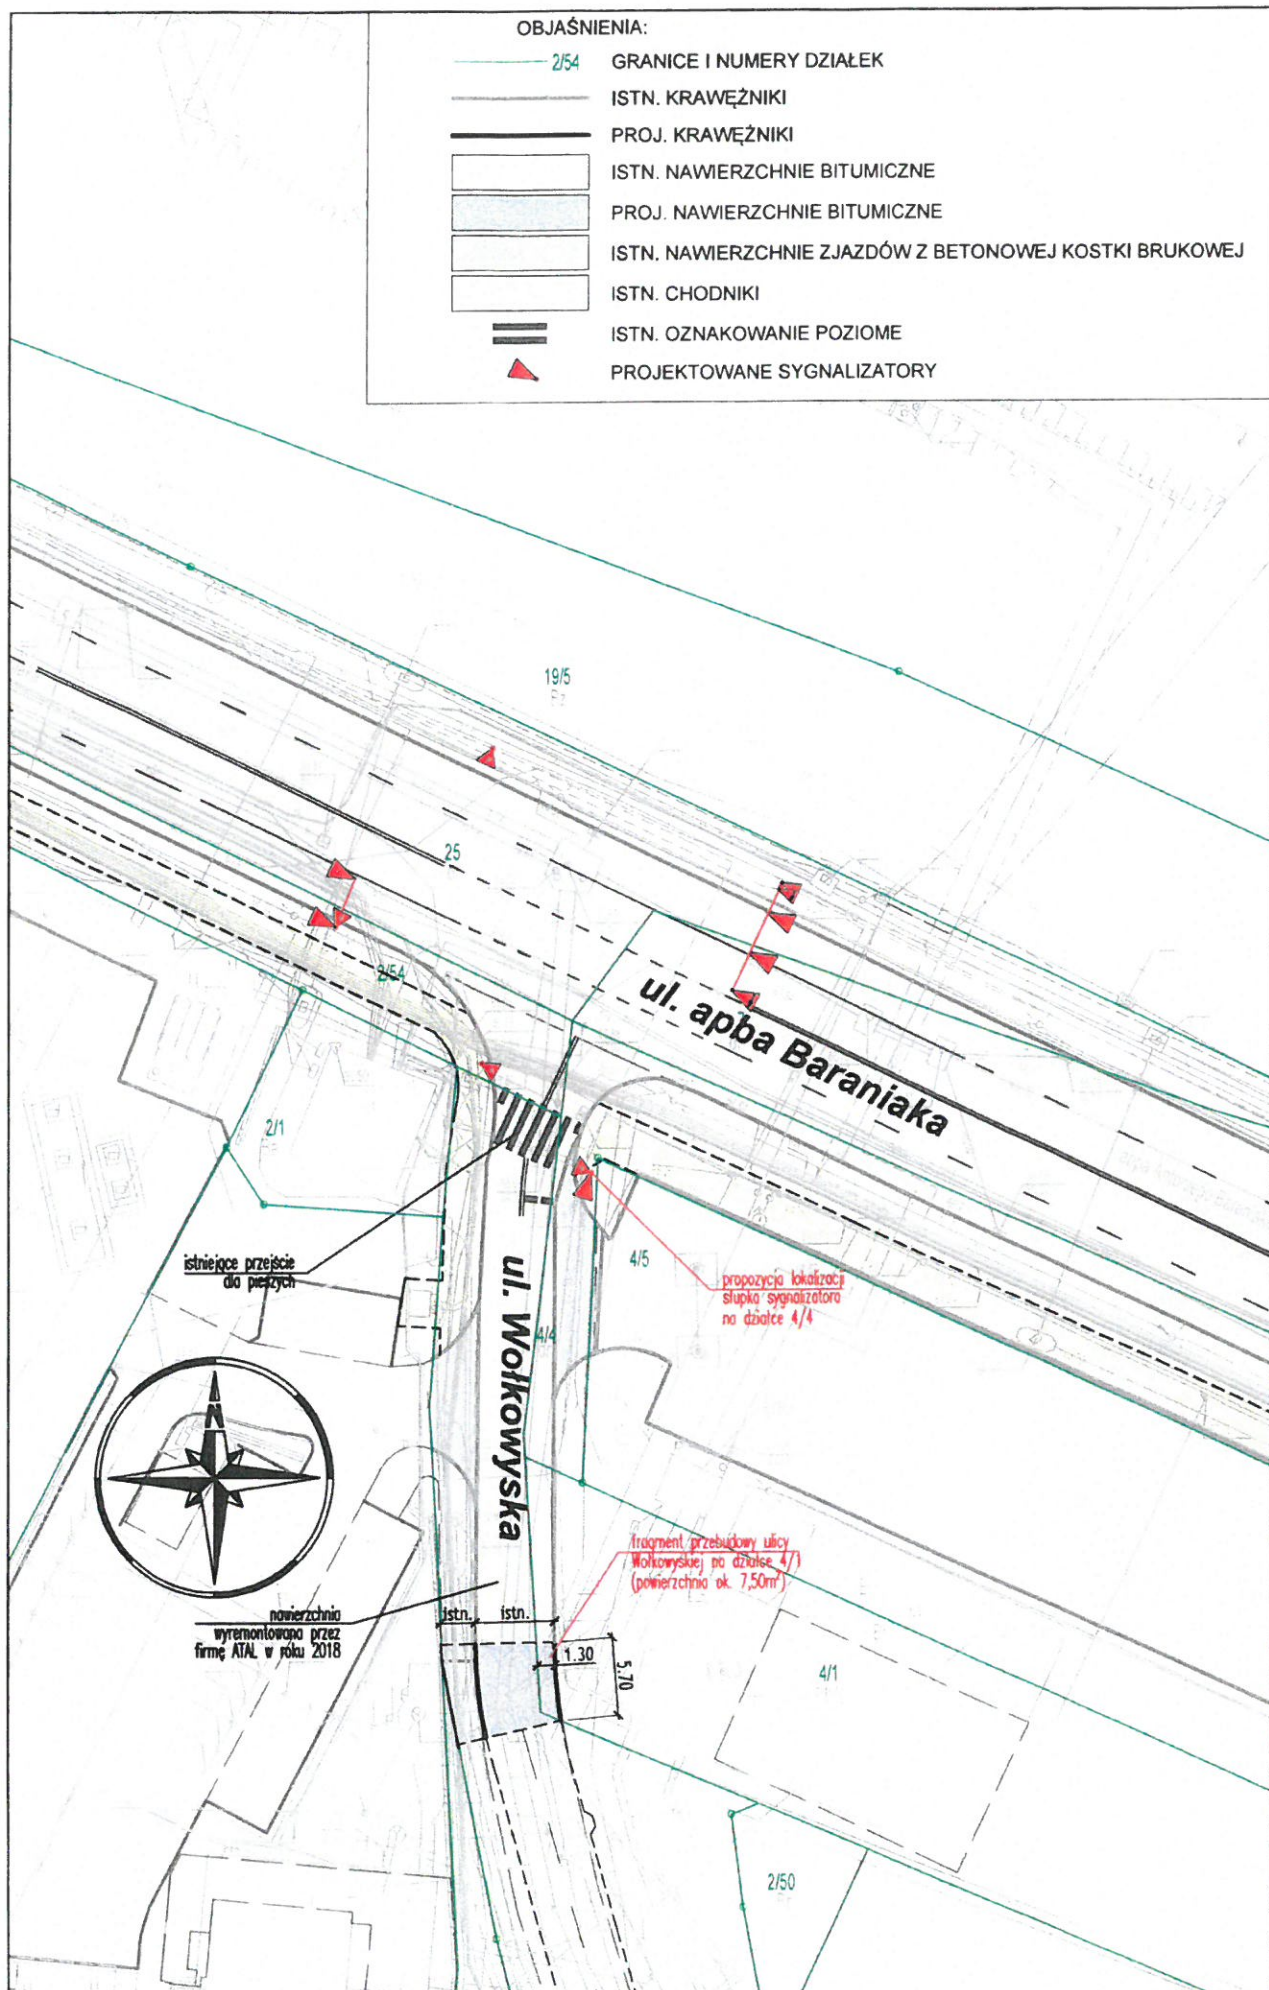 OBJAŚNIENIA:
2/54 GRANICE I NUMERY DZIAŁEK
ISTN. KRAWĘŻNIKI
PROJ. KRAWĘŻNIKI
ISTN. NAWIERZCHNIE BITUMICZNE
PROJ. NAWIERZCHNIE BITUMICZNE
ISTN. NAWIERZCHNIE ZJAZDÓW Z BETONOWEJ KOSTKI BRUKOWEJ
ISTN. CHODNIKI
ISTN. OZNAKOWANIE POZIOME
PROJEKTOWANE SYGNALIZATORY
19/5
25
2/54
ul. apba Baraniaka
2/1
istniejące przejście
dla pieszych
4/5
propozycja lokalizacji
słupka sygnalizatora
na działce 4/4
4/4
ul. Wołkowyska
N
fragment przebudowy ulicy
Wołkowyskiej na działce 4/1
(powierzchnia ok. 7,50m²)
nawierzchnia
wyremontowana przez
firmę ATAL w roku 2018
istn.
istn.
1.30
5.70
4/1
2/50